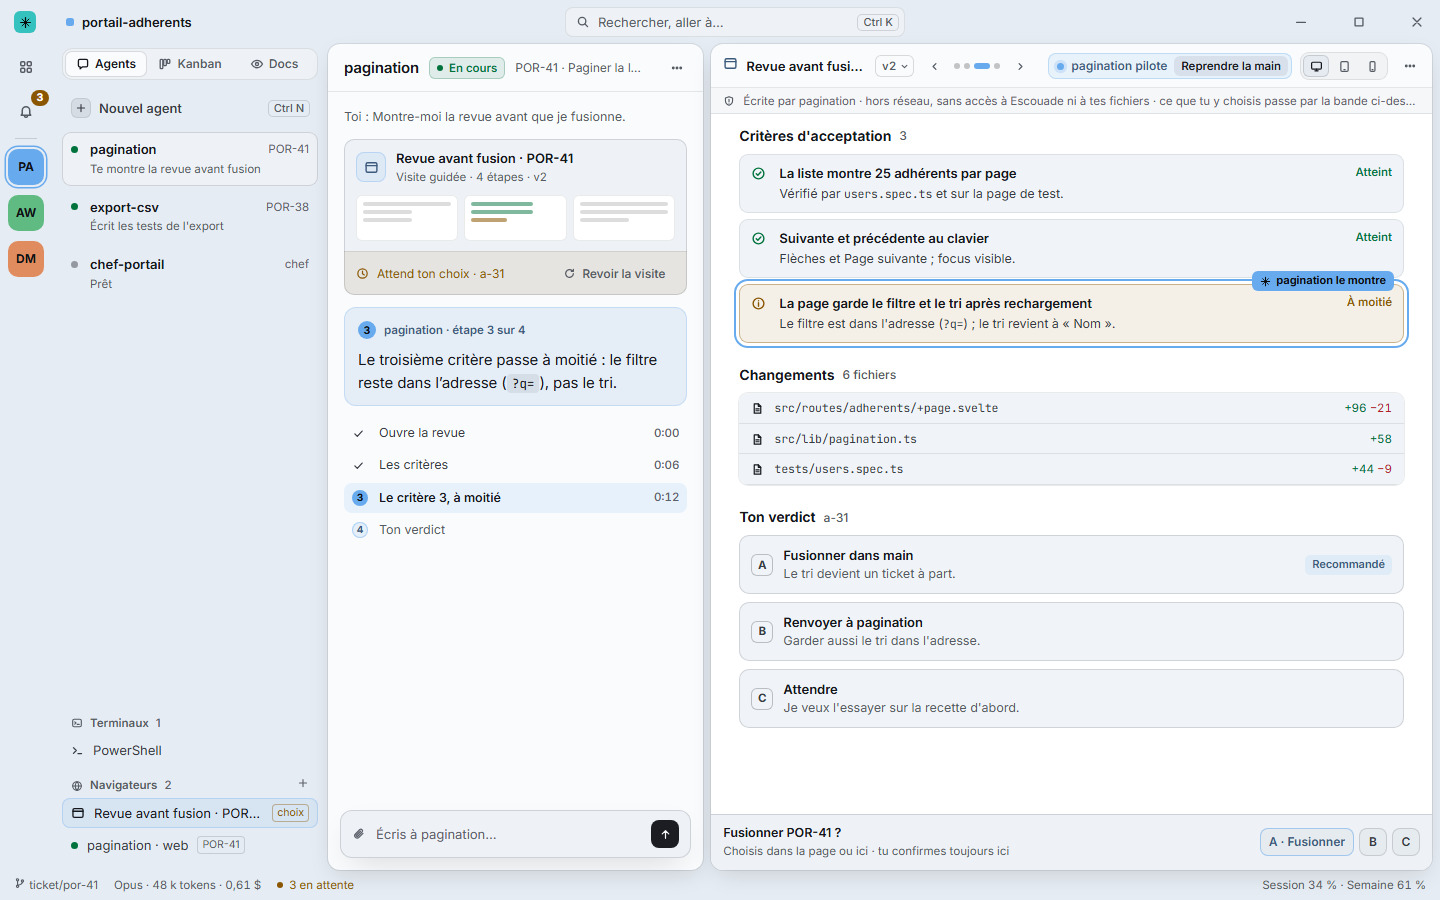 portail-adherents
Rechercher, aller à...
Ctrl K
3
PA
AW
DM
Agents
Kanban
Docs
Nouvel agent
Ctrl N
pagination
POR-41
Te montre la revue avant fusion
export-csv
POR-38
Écrit les tests de l'export
chef-portail
chef
Prêt
Terminaux 1
PowerShell
Navigateurs 2
Revue avant fusion · POR...
choix
pagination · web
POR-41
pagination
En cours
POR-41 · Paginer la l...
Toi : Montre-moi la revue avant que je fusionne.
Revue avant fusion · POR-41
Visite guidée · 4 étapes · v2
Attend ton choix · a-31
Revoir la visite
3
pagination · étape 3 sur 4
Le troisième critère passe à moitié : le filtre
reste dans l'adresse ( ?q= ), pas le tri.
Ouvre la revue
0:00
Les critères
0:06
3
Le critère 3, à moitié
0:12
4
Ton verdict
Écris à pagination...
Revue avant fusi...
v2
pagination pilote
Reprendre la main
Écrite par pagination · hors réseau, sans accès à Escouade ni à tes fichiers · ce que tu y choisis passe par la bande ci-des...
Critères d'acceptation 3
La liste montre 25 adhérents par page
Atteint
Vérifié par users.spec.ts et sur la page de test.
Suivante et précédente au clavier
Atteint
Flèches et Page suivante ; focus visible.
pagination le montre
La page garde le filtre et le tri après rechargement
À moitié
Le filtre est dans l'adresse (?q=) ; le tri revient à « Nom ».
Changements 6 fichiers
src/routes/adherents/+page.svelte
+96 −21
src/lib/pagination.ts
+58
tests/users.spec.ts
+44 −9
Ton verdict a-31
A
Fusionner dans main
Le tri devient un ticket à part.
Recommandé
B
Renvoyer à pagination
Garder aussi le tri dans l'adresse.
C
Attendre
Je veux l'essayer sur la recette d'abord.
Fusionner POR-41 ?
Choisis dans la page ou ici · tu confirmes toujours ici
A · Fusionner
B
C
ticket/por-41
Opus · 48 k tokens · 0,61 $
3 en attente
Session 34 % · Semaine 61 %